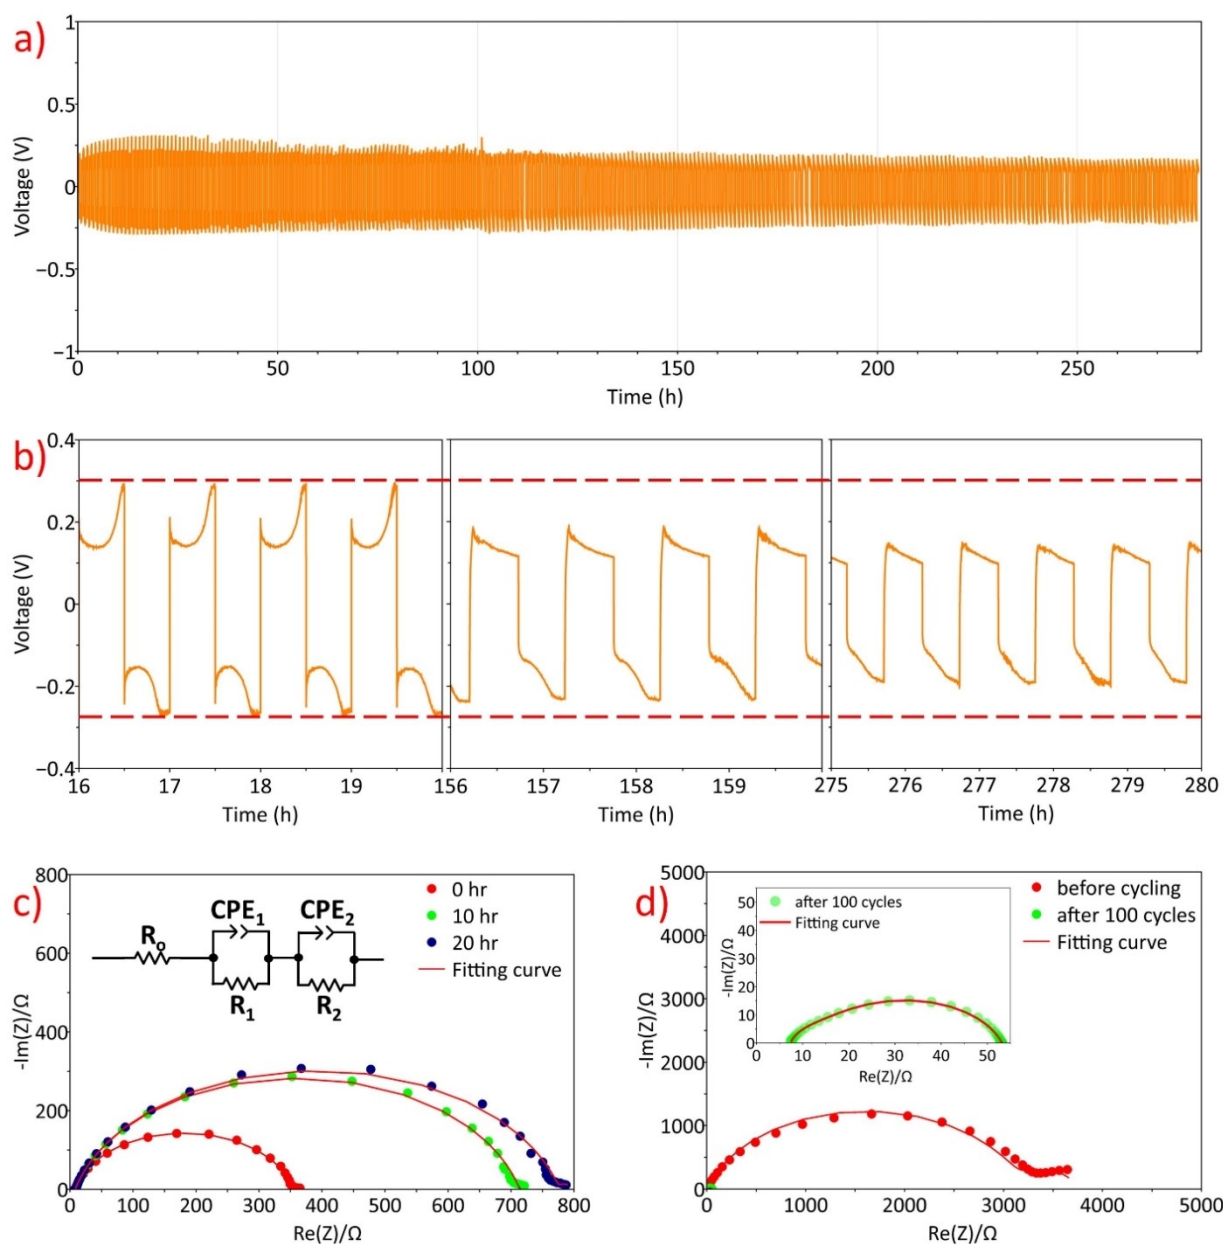 a)
1
0.5
0
−0.5
−1
Voltage (V)
0 50 100 150 200 250
Time (h)
b)
0.4
0.2
0
−0.2
−0.4
Voltage (V)
16 17 18 19 156 157 158 159 275 276 277 278 279 280
Time (h) Time (h) Time (h)
c)
800
700
600
500
400
300
200
100
0
-Im(Z)/Ω
0 hr
10 hr
20 hr
Fitting curve
CPE1 CPE2
Ro
R1 R2
0 100 200 300 400 500 600 700 800
Re(Z)/Ω
d)
5000
4000
3000
2000
1000
0
-Im(Z)/Ω
before cycling
after 100 cycles
Fitting curve
50
40
30
20
10
0
-Im(Z)/Ω
after 100 cycles
Fitting curve
0 10 20 30 40 50
Re(Z)/Ω
0 1000 2000 3000 4000 5000
Re(Z)/Ω